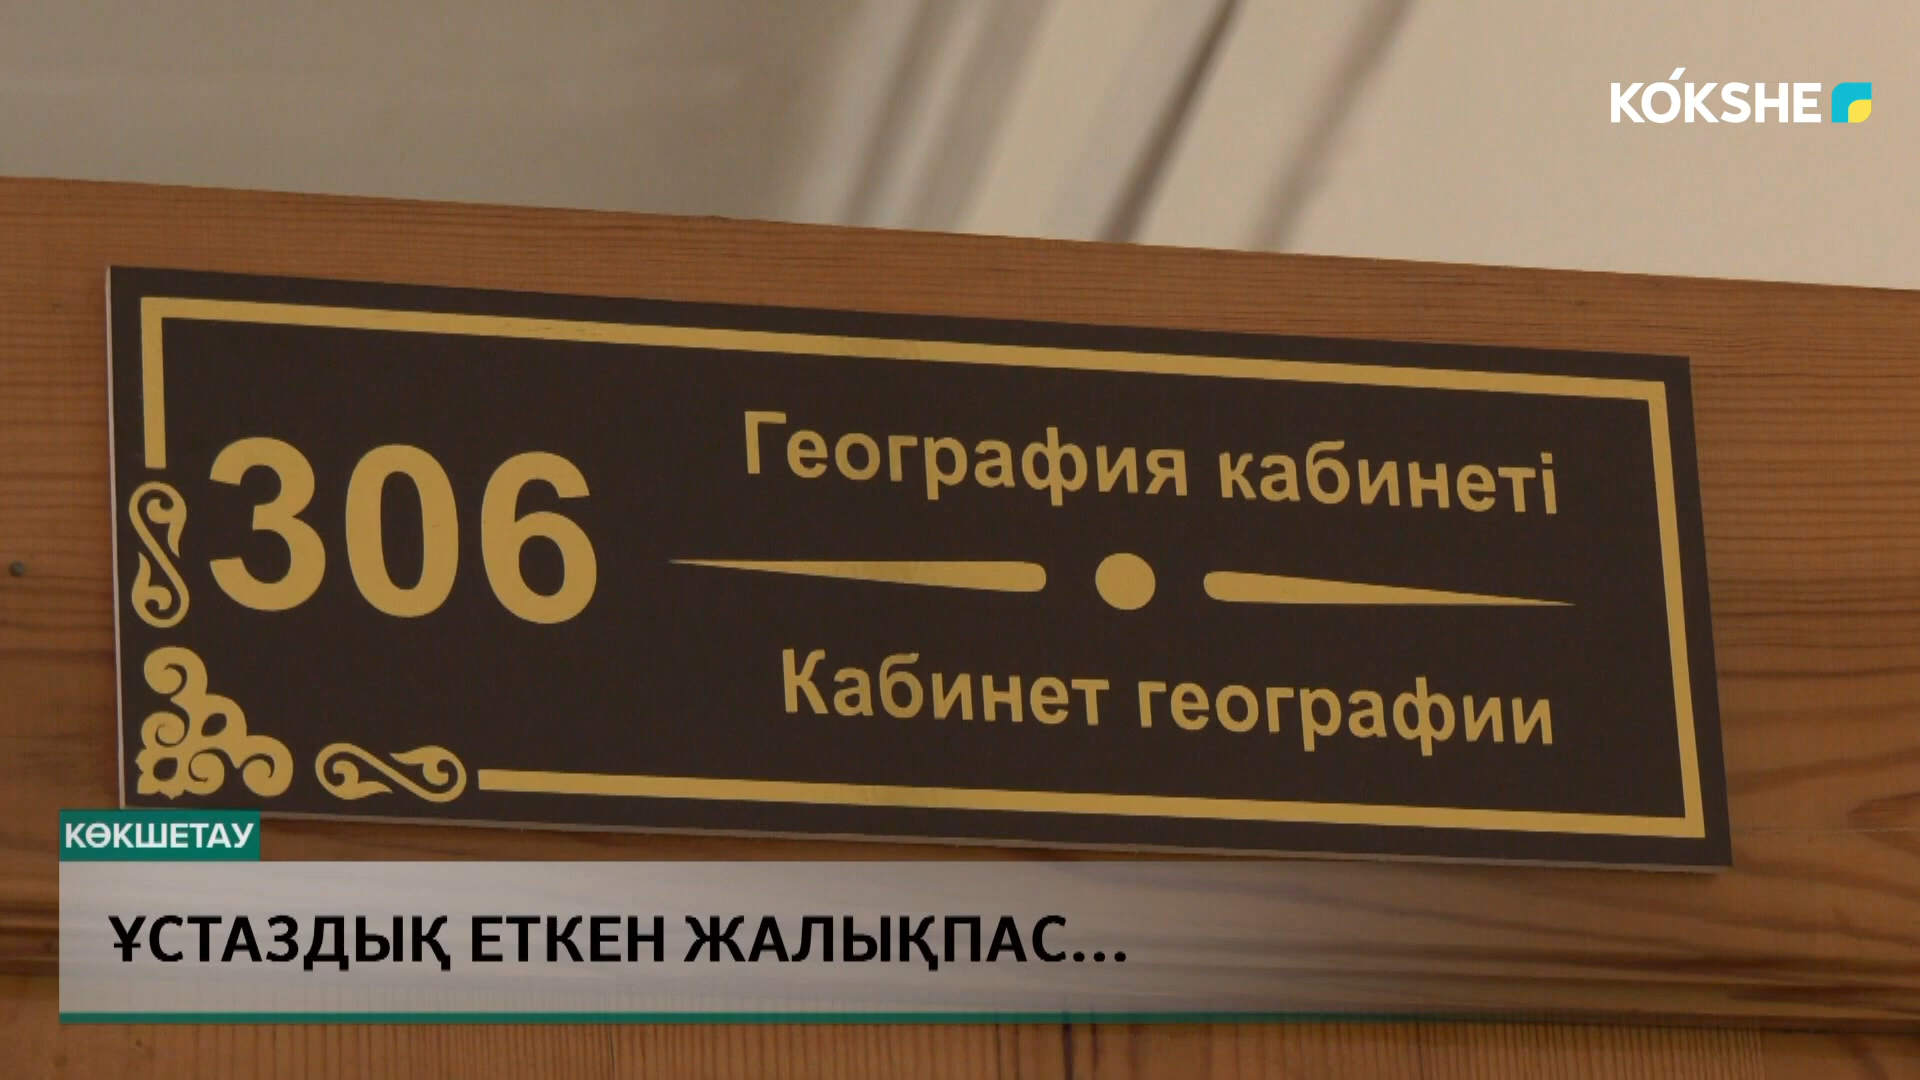 KÓKSHE
306
География кабинеті
Кабинет географии
КӨКШЕТАУ
ҰСТАЗДЫҚ ЕТКЕН ЖАЛЫҚПАС...